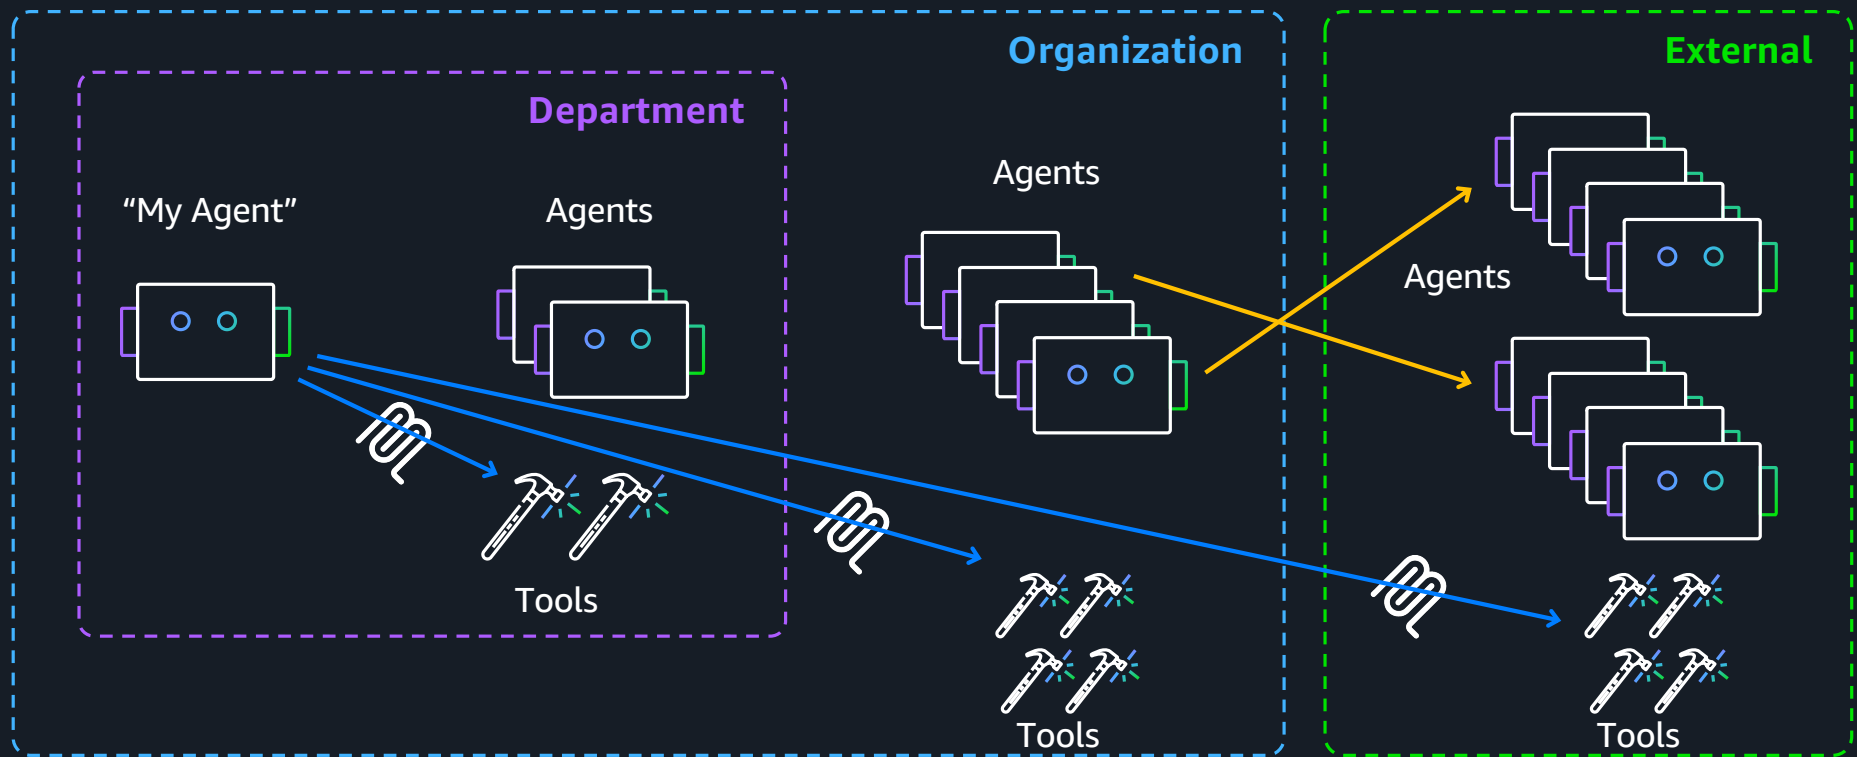 Organization
External
Department
Agents
“My Agent”
Agents
Agents
Tools
Tools
Tools